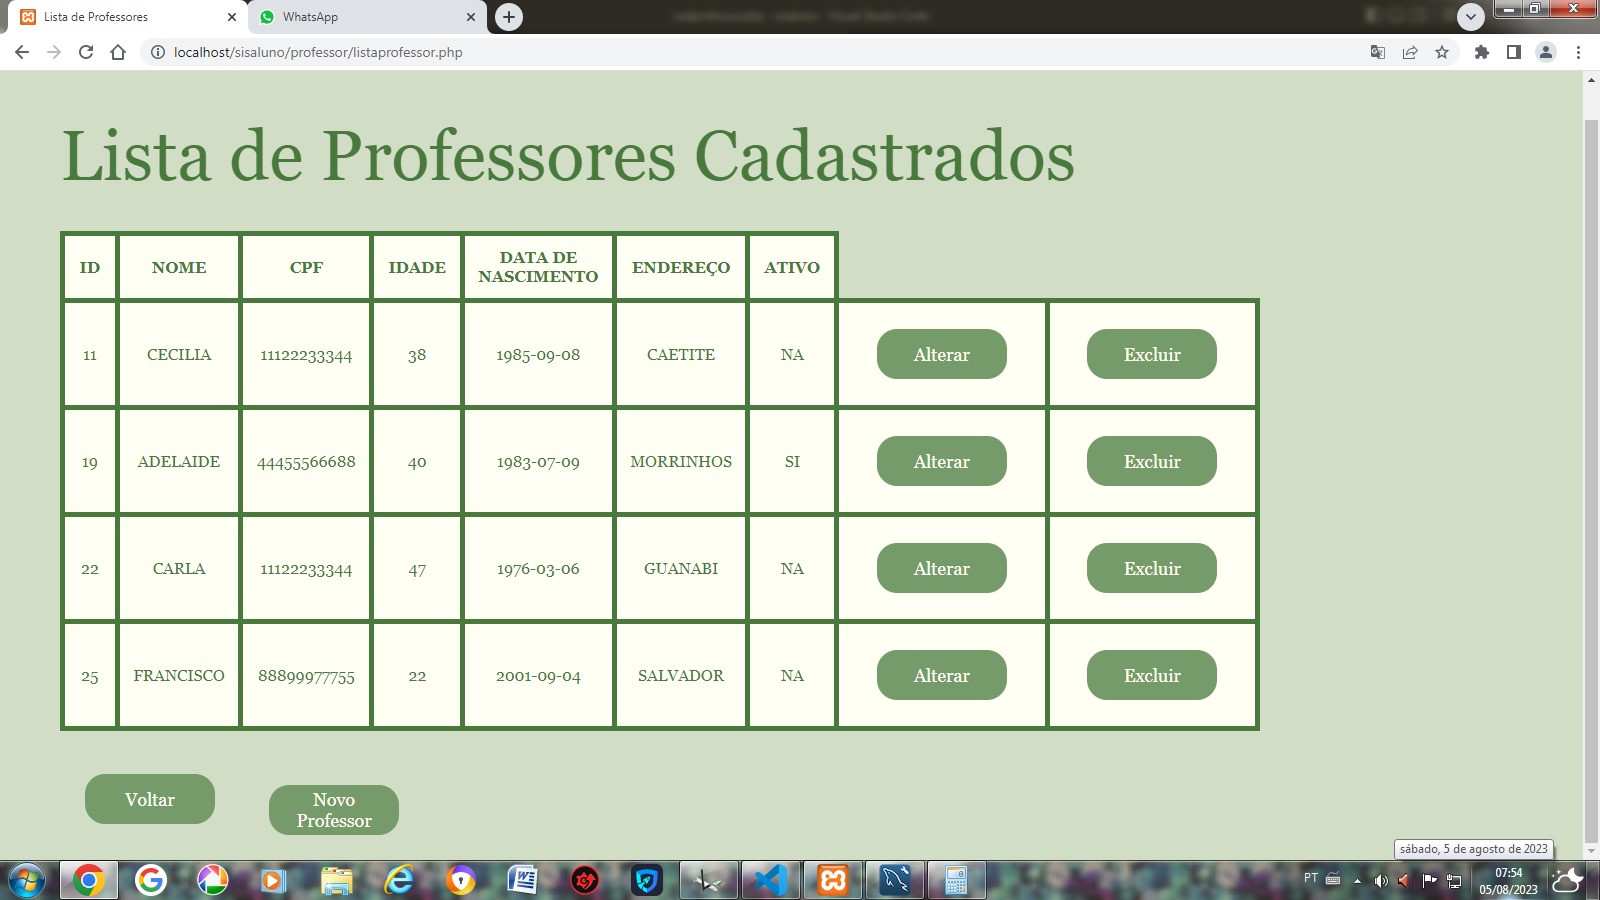 Lista de Professores
WhatsApp
localhost/sisaluno/professor/listaprofessor.php
Lista de Professores Cadastrados
ID NOME CPF IDADE DATA DE NASCIMENTO ENDEREÇO ATIVO
11 CECILIA 11122233344 38 1985-09-08 CAETITE NA Alterar Excluir
19 ADELAIDE 44455566688 40 1983-07-09 MORRINHOS SI Alterar Excluir
22 CARLA 11122233344 47 1976-03-06 GUANABI NA Alterar Excluir
25 FRANCISCO 88899977755 22 2001-09-04 SALVADOR NA Alterar Excluir
Voltar
Novo
Professor
sábado, 5 de agosto de 2023
PT
07:54
05/08/2023